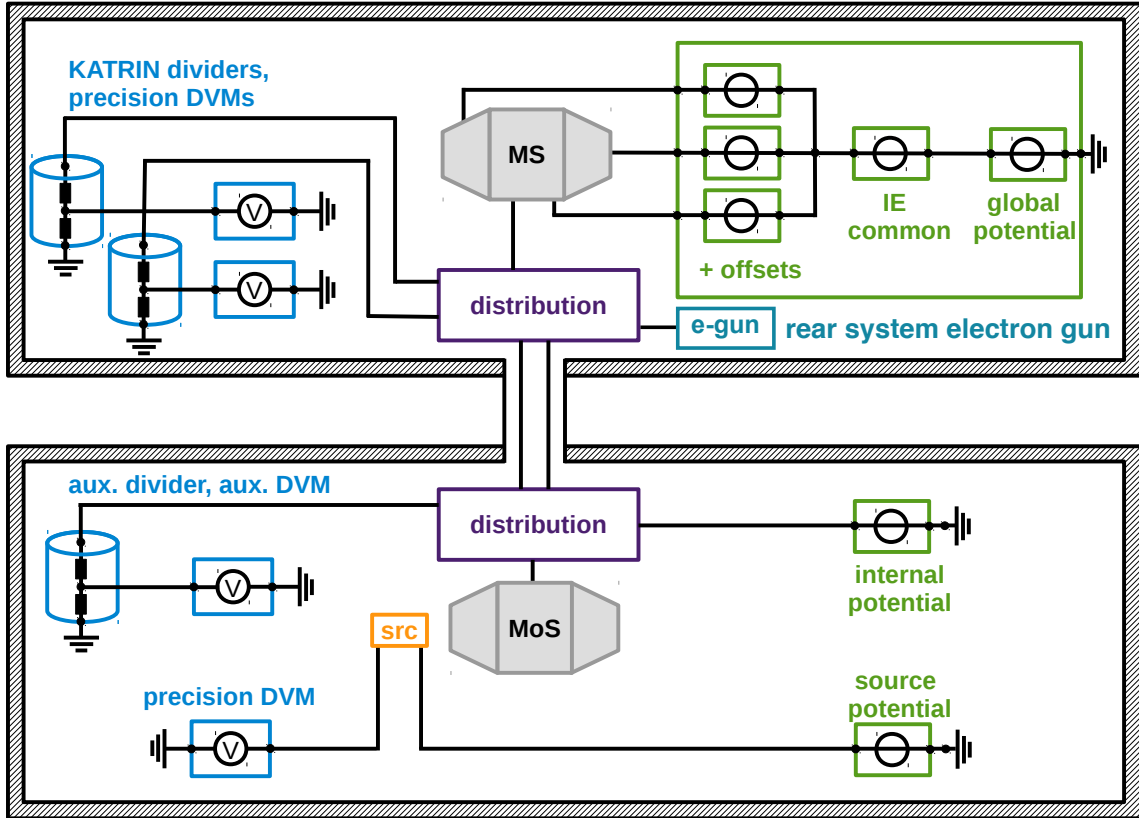 KATRIN dividers,
precision DVMs
MS
V
V
IE
common
global
potential
+ offsets
distribution
e-gun
rear system electron gun
aux. divider, aux. DVM
distribution
V
internal
potential
src
MoS
precision DVM
V
source
potential